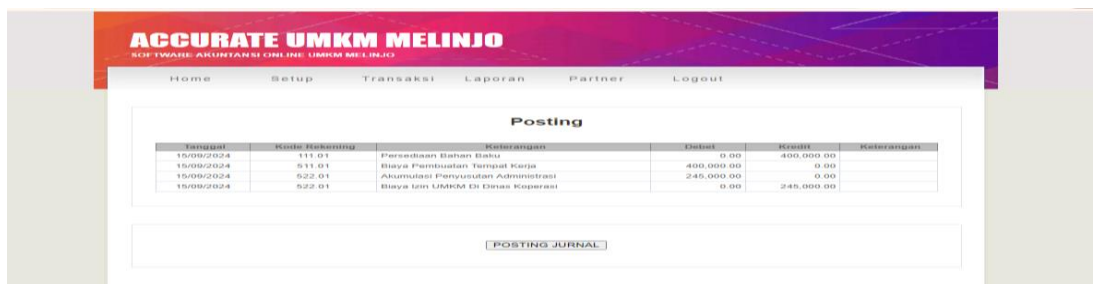 ACCURATE UMKM MELINJO
SOFTWARE AKUNTANSI ONLINE UMKM MELINJO
Home Setup Transaksi Laporan Partner Logout
Posting
Tanggal Kode Rekening Keterangan Debet Kredit Keterangan
15/09/2024 111.01 Persediaan Bahan Baku 0.00 400,000.00
15/09/2024 511.01 Biaya Pembuatan Tempat Kerja 400,000.00 0.00
15/09/2024 522.01 Akumulasi Penyusutan Administrasi 245,000.00 0.00
15/09/2024 522.01 Biaya Izin UMKM Di Dinas Koperasi 0.00 245,000.00
POSTING JURNAL